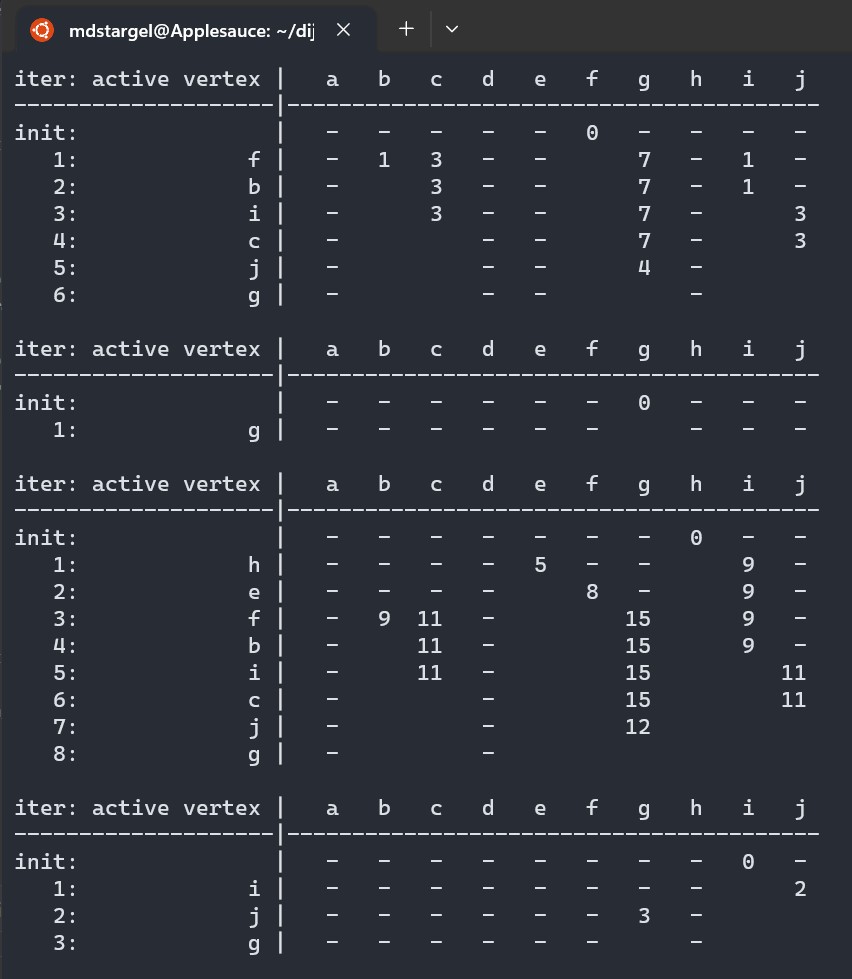 mdstargel@Applesauce: ~/dij
iter: active vertex |   a   b   c   d   e   f   g   h   i   j
--------------------|-----------------------------------------
init:               |   -   -   -   -   -   0   -   -   -   -
   1:             f |   -   1   3   -   -       7   -   1   -
   2:             b |   -       3   -   -       7   -   1   -
   3:             i |   -       3   -   -       7   -       3
   4:             c |   -           -   -       7   -       3
   5:             j |   -           -   -       4   -
   6:             g |   -           -   -           -
iter: active vertex |   a   b   c   d   e   f   g   h   i   j
--------------------|-----------------------------------------
init:               |   -   -   -   -   -   -   0   -   -   -
   1:             g |   -   -   -   -   -   -       -   -   -
iter: active vertex |   a   b   c   d   e   f   g   h   i   j
--------------------|-----------------------------------------
init:               |   -   -   -   -   -   -   -   0   -   -
   1:             h |   -   -   -   -   5   -   -       9   -
   2:             e |   -   -   -   -       8   -       9   -
   3:             f |   -   9  11   -          15       9   -
   4:             b |   -      11   -          15       9   -
   5:             i |   -      11   -          15          11
   6:             c |   -           -          15          11
   7:             j |   -           -          12
   8:             g |   -           -
iter: active vertex |   a   b   c   d   e   f   g   h   i   j
--------------------|-----------------------------------------
init:               |   -   -   -   -   -   -   -   -   0   -
   1:             i |   -   -   -   -   -   -   -   -       2
   2:             j |   -   -   -   -   -   -   3   -
   3:             g |   -   -   -   -   -   -       -